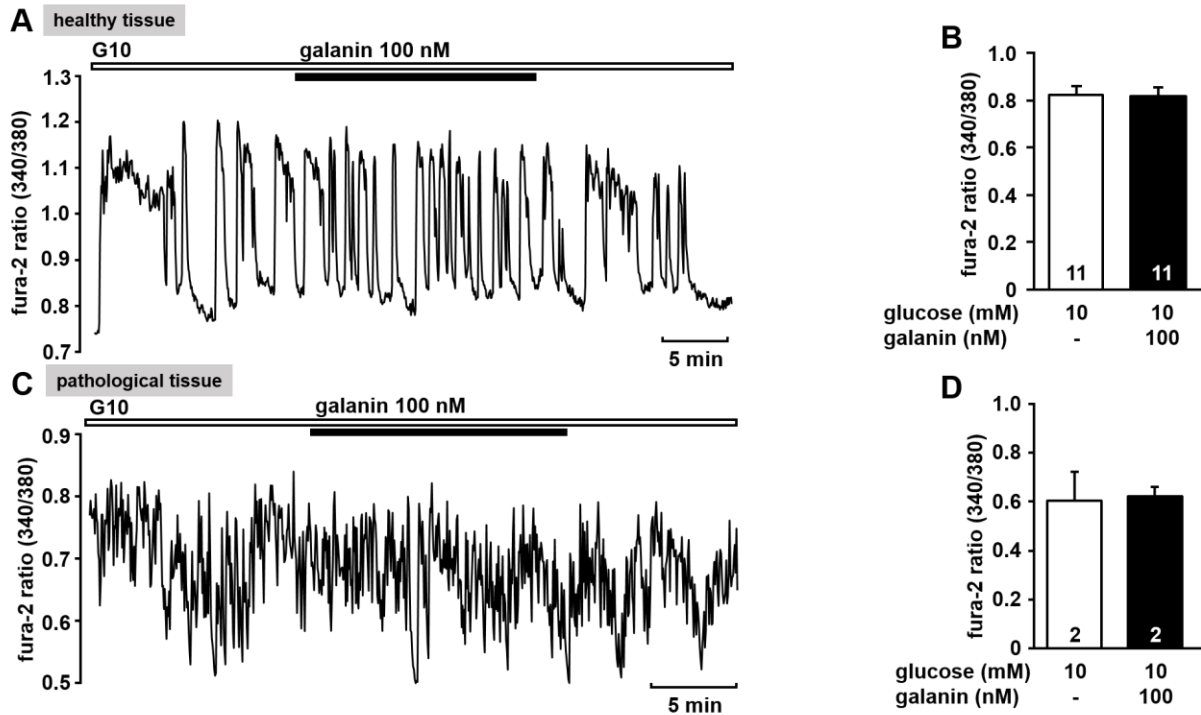 A healthy tissue
G10 galanin 100 nM
fura-2 ratio (340/380)
1.3
1.2
1.1
1.0
0.9
0.8
0.7
5 min
B
fura-2 ratio (340/380)
1.0
0.8
0.6
0.4
0.2
0
11 11
glucose (mM) 10 10
galanin (nM) - 100
C pathological tissue
G10 galanin 100 nM
fura-2 ratio (340/380)
0.9
0.8
0.7
0.6
0.5
5 min
D
fura-2 ratio (340/380)
1.0
0.8
0.6
0.4
0.2
0
2 2
glucose (mM) 10 10
galanin (nM) - 100